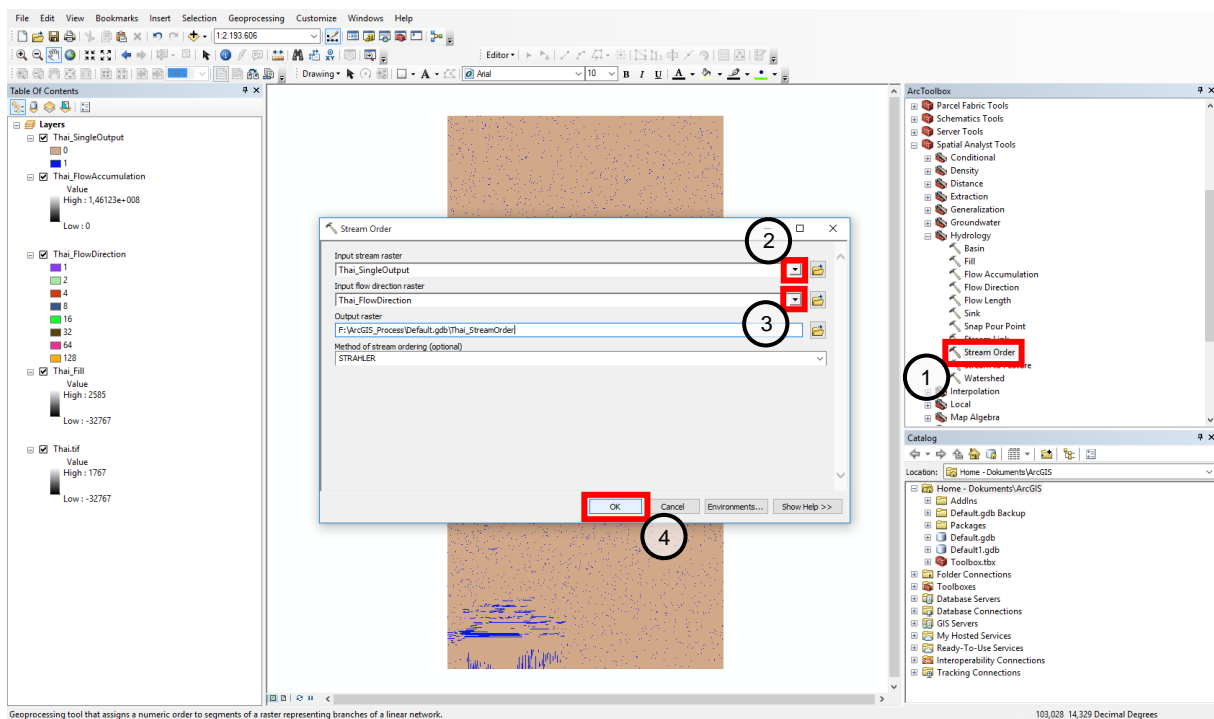 File Edit View Bookmarks Insert Selection Geoprocessing Customize Windows Help
1:2.193.606
Editor
100%
Drawing
Arial
10
B I U A
Table Of Contents
Layers
Thai_SingleOutput
0
1
Thai_FlowAccumulation
Value
High : 1,46123e+008
Low : 0
Thai_FlowDirection
1
2
4
8
16
32
64
128
Thai_Fill
Value
High : 2585
Low : -32767
Thai.tif
Value
High : 1767
Low : -32767
Stream Order
2
Input stream raster
Thai_SingleOutput
Input flow direction raster
Thai_FlowDirection
3
Output raster
F:\ArcGIS_Process\Default.gdb\Thai_StreamOrder
Method of stream ordering (optional)
STRAHLER
OK Cancel Environments... Show Help >>
4
ArcToolbox
Parcel Fabric Tools
Schematics Tools
Server Tools
Spatial Analyst Tools
Conditional
Density
Distance
Extraction
Generalization
Groundwater
Hydrology
Basin
Fill
Flow Accumulation
Flow Direction
Flow Length
Sink
Snap Pour Point
Stream Link
Stream Order
Stream to Feature
1
Watershed
Interpolation
Local
Map Algebra
Catalog
Location: Home - Dokuments\ArcGIS
Home - Dokuments\ArcGIS
AddIns
Default.gdb Backup
Packages
Default.gdb
Default1.gdb
Toolbox.tbx
Folder Connections
Toolboxes
Database Servers
Database Connections
GIS Servers
My Hosted Services
Ready-To-Use Services
Interoperability Connections
Tracking Connections
Geoprocessing tool that assigns a numeric order to segments of a raster representing branches of a linear network.
103,028 14,329 Decimal Degrees